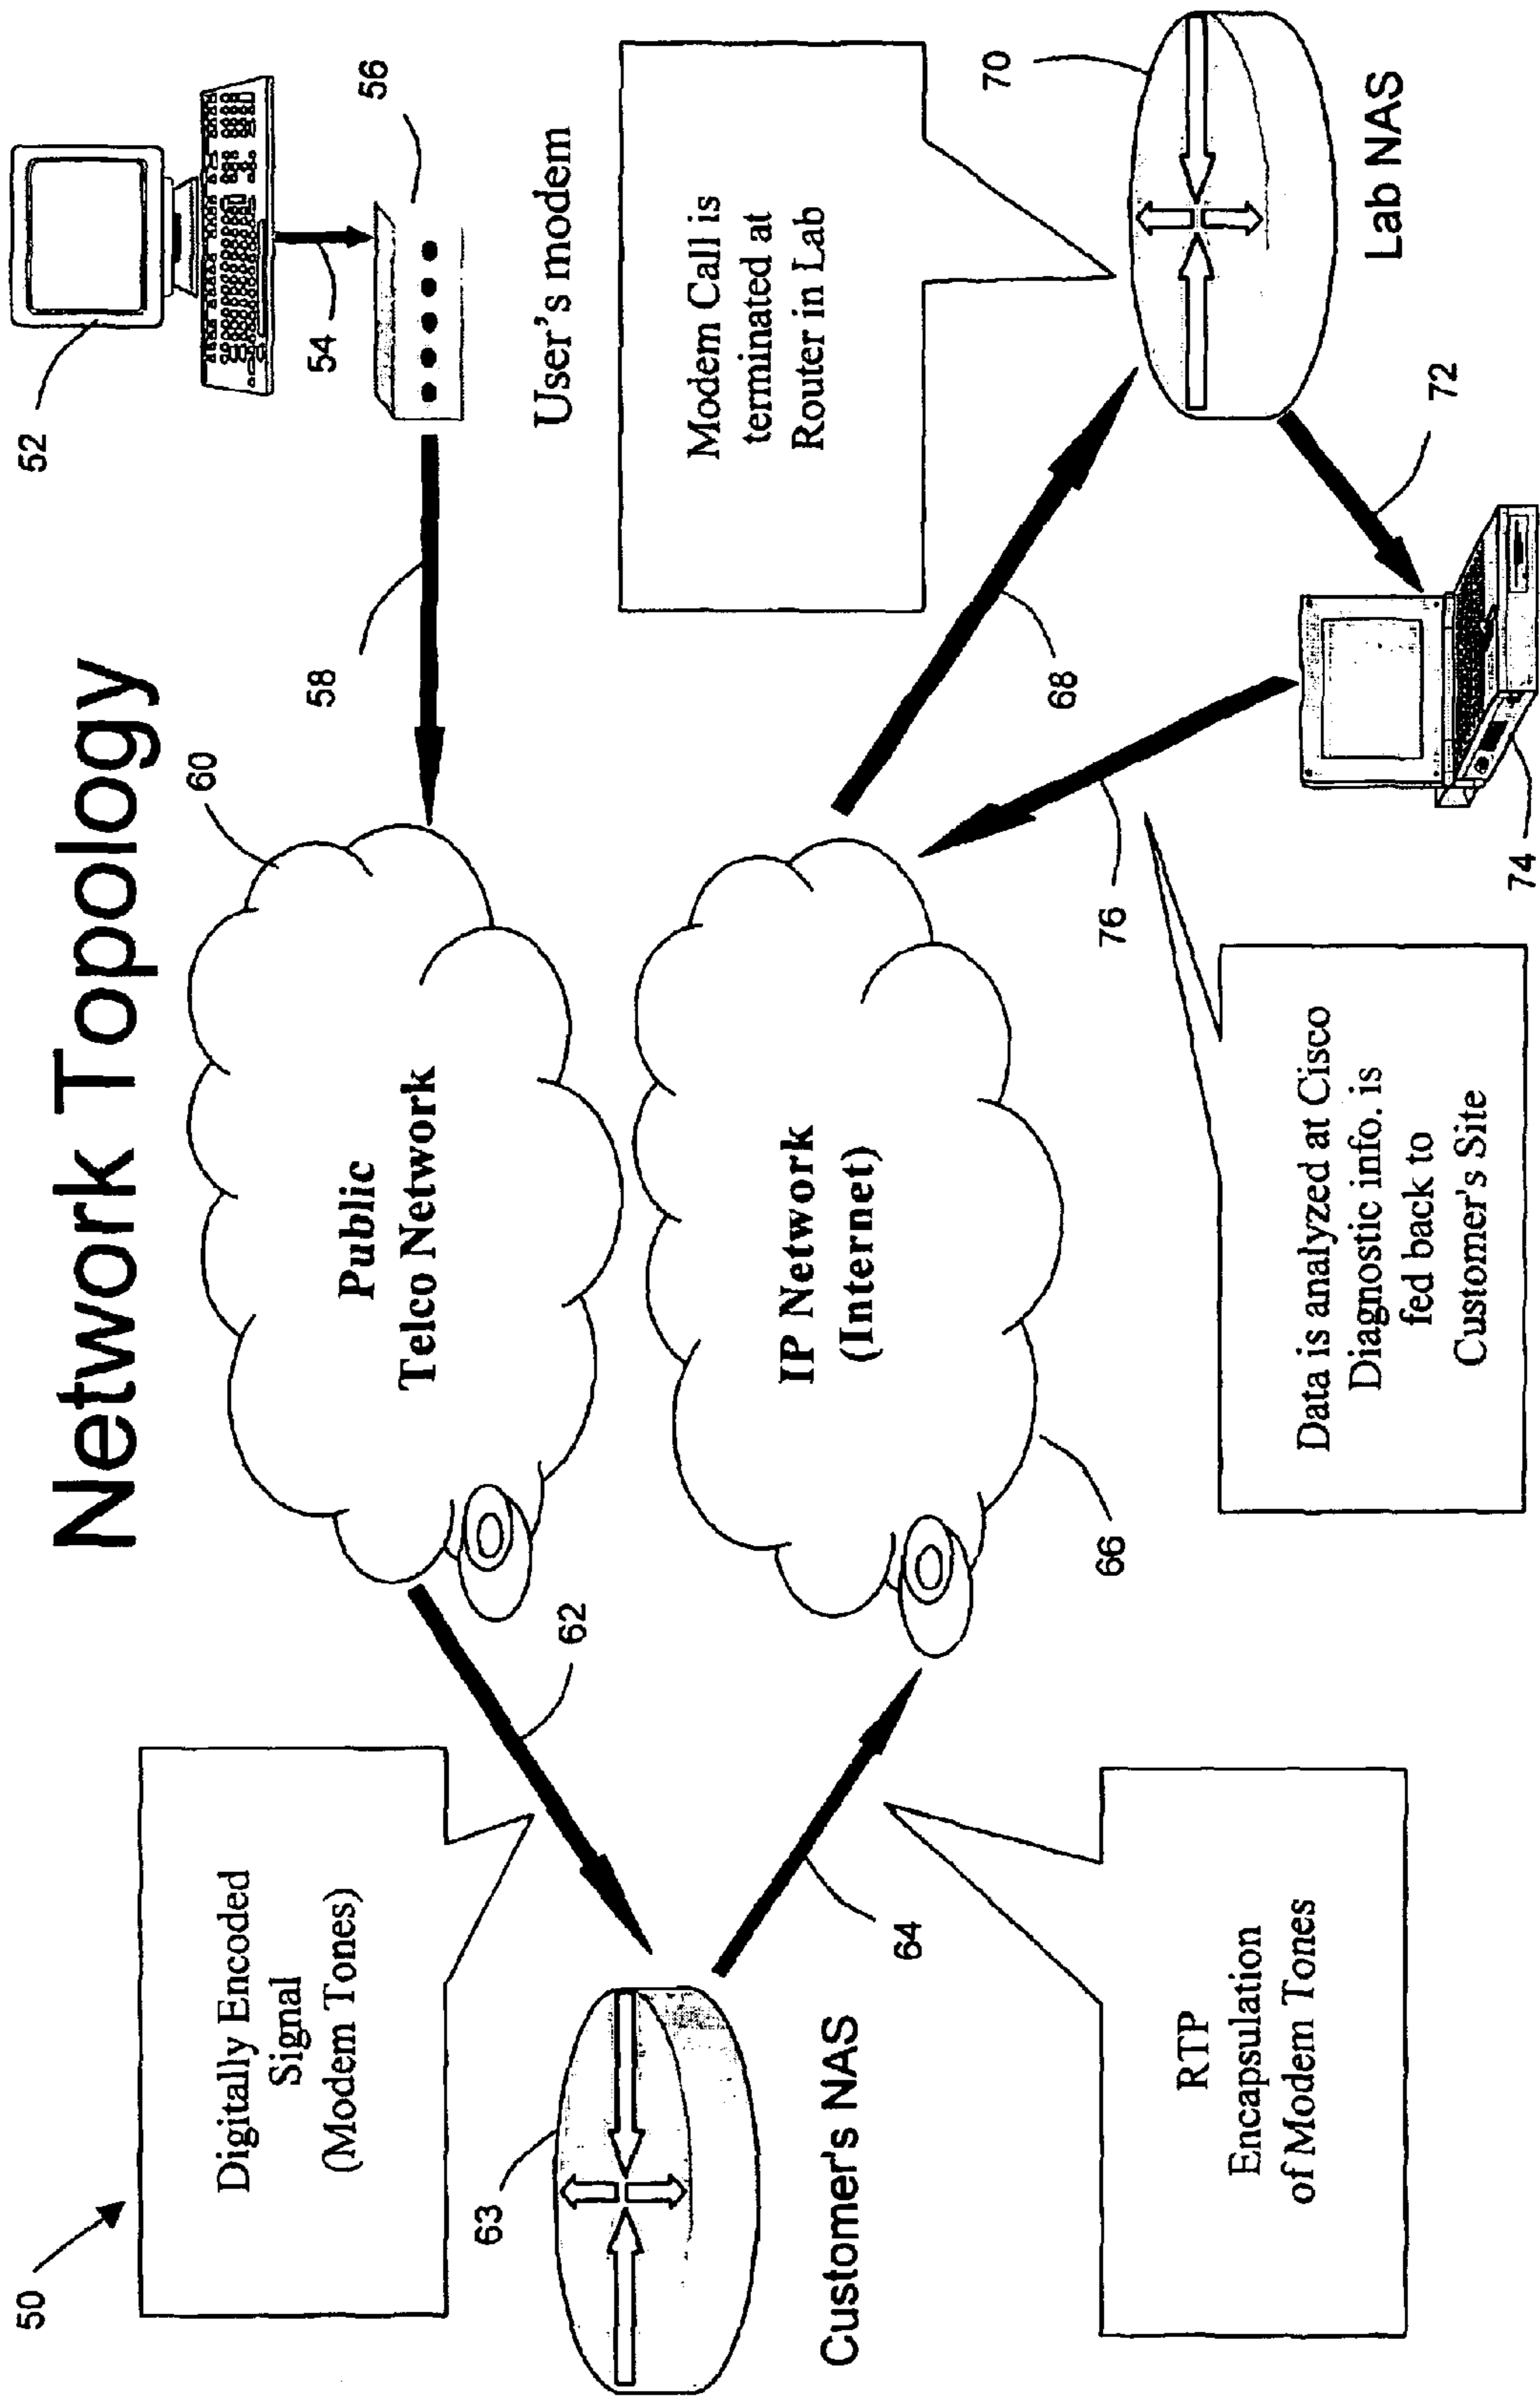 Network Topology
50
Digitally Encoded
Signal
(Modem Tones)
62
63
Customer's NAS
64
RTP
Encapsulation
of Modem Tones
60
Public
Telco Network
IP Network
(Internet)
66
58
52
54
56
User's modem
Modem Call is
terminated at
Router in Lab
68
70
Lab NAS
72
74
76
Data is analyzed at Cisco
Diagnostic info. is
fed back to
Customer's Site